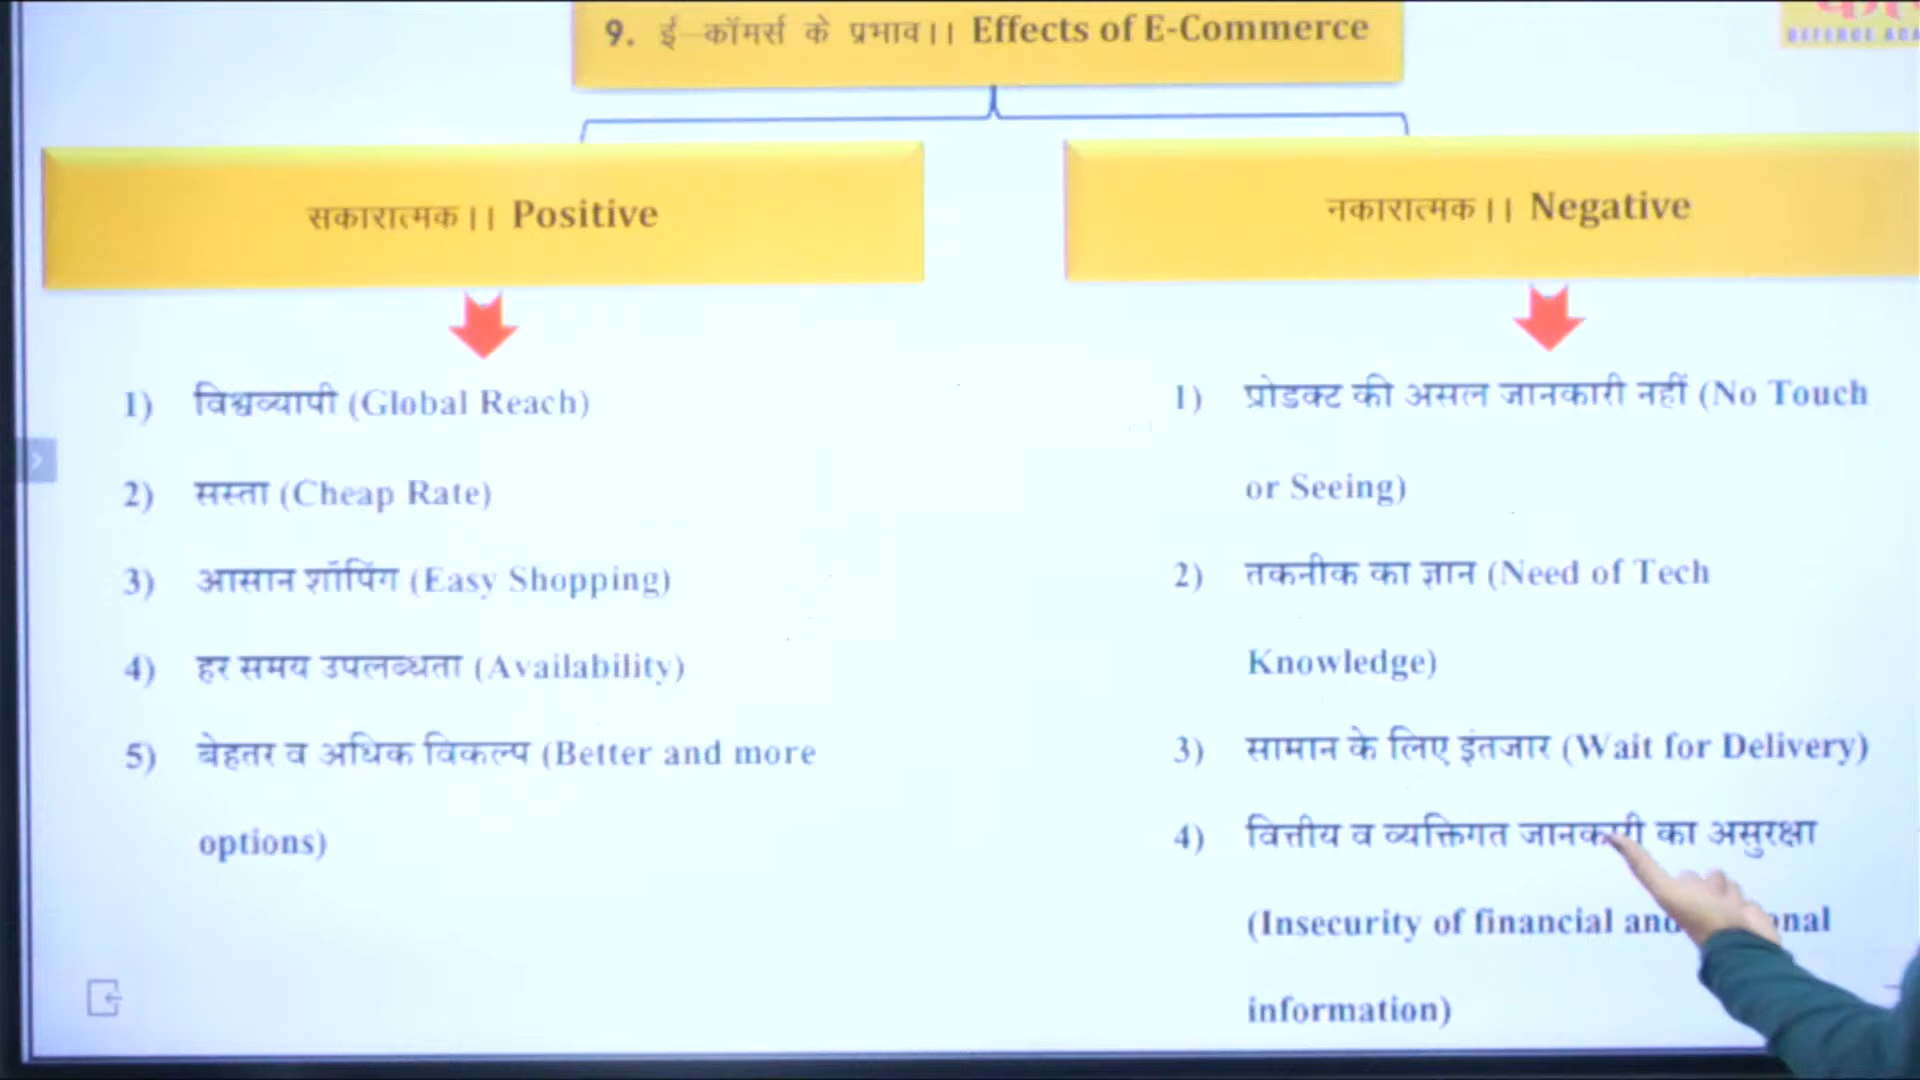 9. ई–कॉमर्स के प्रभाव।। Effects of E-Commerce
DEFENCE
सकारात्मक।। Positive
नकारात्मक।। Negative
1) विश्वव्यापी (Global Reach)
2) सस्ता (Cheap Rate)
3) आसान शॉपिंग (Easy Shopping)
4) हर समय उपलब्धता (Availability)
5) बेहतर व अधिक विकल्प (Better and more
options)
1) प्रोडक्ट की असल जानकारी नहीं (No Touch
or Seeing)
2) तकनीक का ज्ञान (Need of Tech
Knowledge)
3) सामान के लिए इंतजार (Wait for Delivery)
4) वित्तीय व व्यक्तिगत जानकारी का असुरक्षा
(Insecurity of financial and
information)